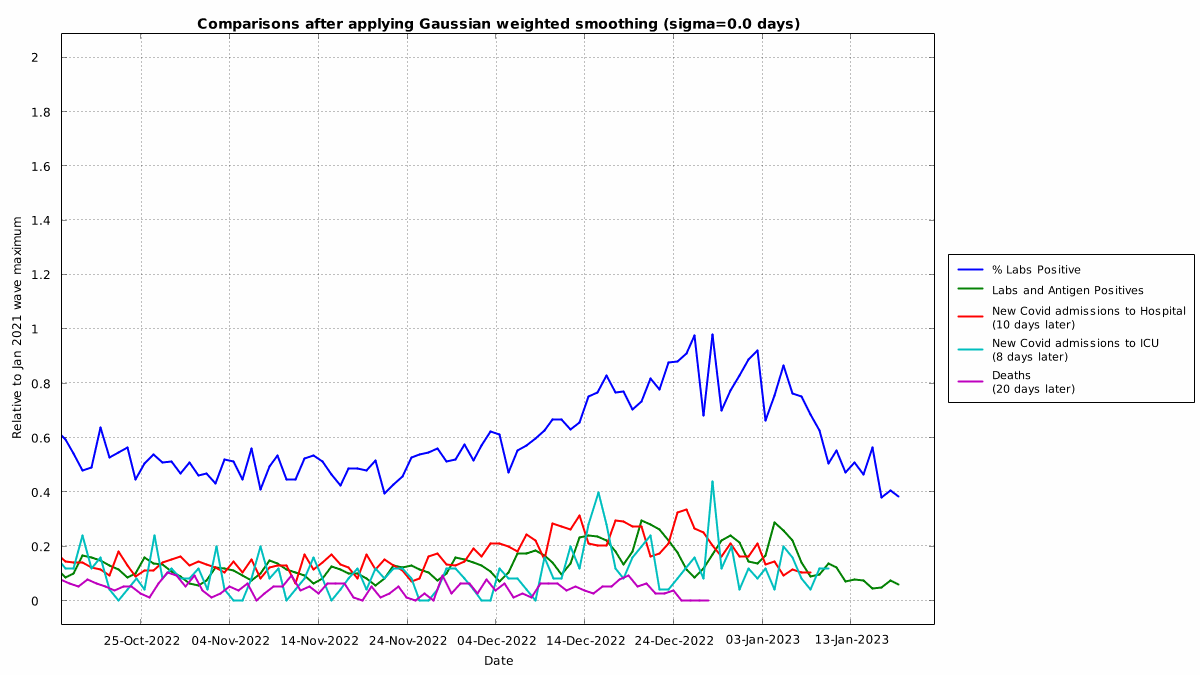 Comparisons after applying Gaussian weighted smoothing (sigma=0.0 days)
2
1.8
1.6
1.4
1.2
1
0.8
0.6
0.4
0.2
0
Relative to Jan 2021 wave maximum
25-Oct-2022
04-Nov-2022
14-Nov-2022
24-Nov-2022
04-Dec-2022
14-Dec-2022
24-Dec-2022
03-Jan-2023
13-Jan-2023
Date
% Labs Positive
Labs and Antigen Positives
New Covid admissions to Hospital
(10 days later)
New Covid admissions to ICU
(8 days later)
Deaths
(20 days later)